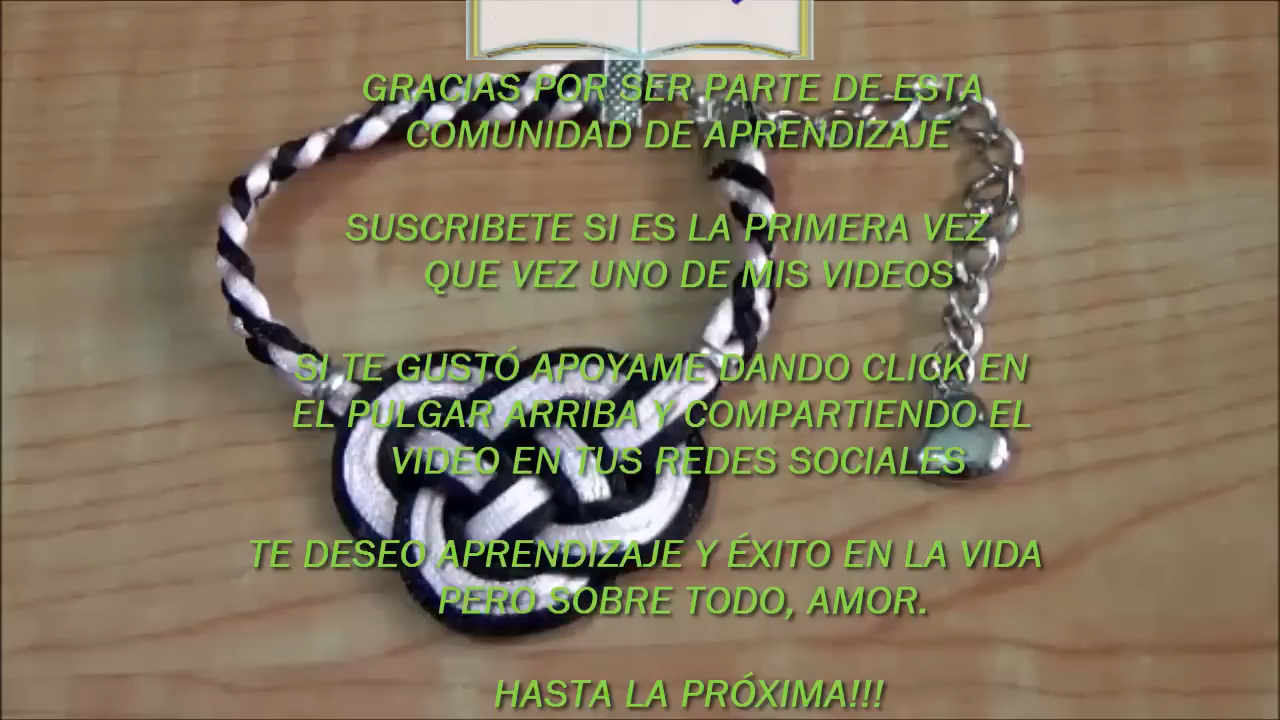 GRACIAS POR SER PARTE DE ESTA
COMUNIDAD DE APRENDIZAJE
SUSCRIBETE SI ES LA PRIMERA VEZ
QUE VEZ UNO DE MIS VIDEOS
SI TE GUSTÓ APOYAME DANDO CLICK EN
EL PULGAR ARRIBA Y COMPARTIENDO EL
VIDEO EN TUS REDES SOCIALES
TE DESEO APRENDIZAJE Y ÉXITO EN LA VIDA
PERO SOBRE TODO, AMOR.
HASTA LA PRÓXIMA!!!